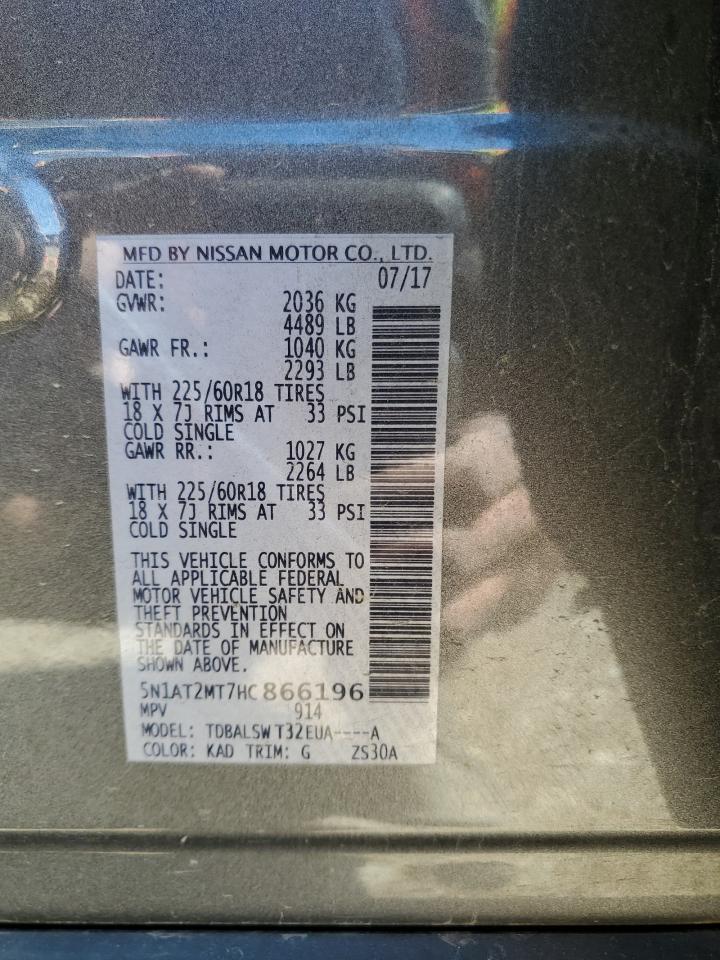 MFD BY NISSAN MOTOR CO., LTD.
DATE: 07/17
GVWR: 2036 KG
4489 LB
GAWR FR.: 1040 KG
2293 LB
WITH 225/60R18 TIRES
18 X 7J RIMS AT 33 PSI
COLD SINGLE
GAWR RR.: 1027 KG
2264 LB
WITH 225/60R18 TIRES
18 X 7J RIMS AT 33 PSI
COLD SINGLE
THIS VEHICLE CONFORMS TO
ALL APPLICABLE FEDERAL
MOTOR VEHICLE SAFETY AND
THEFT PREVENTION
STANDARDS IN EFFECT ON
THE DATE OF MANUFACTURE
SHOWN ABOVE.
5N1AT2MT7HC866196
MPV 914
MODEL: TDBALSW T32EUA----A
COLOR: KAD TRIM: G ZS30A